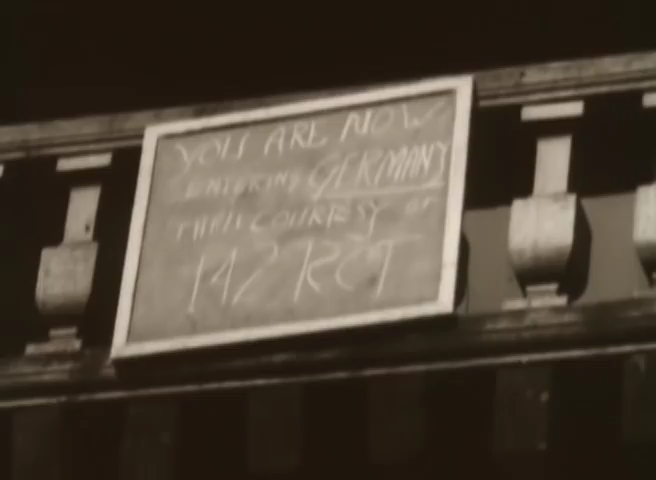 YOU ARE NOW
ENTERING GERMANY
THRU COURTESY OF
142 RCT